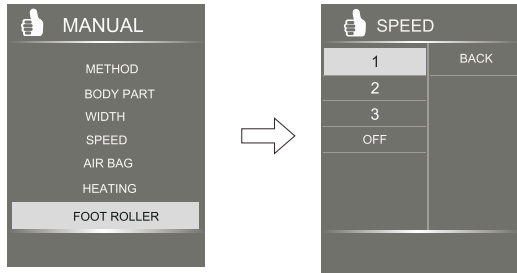 MANUAL
METHOD
BODY PART
WIDTH
SPEED
AIR BAG
HEATING
FOOT ROLLER
SPEED
1
BACK
2
3
OFF